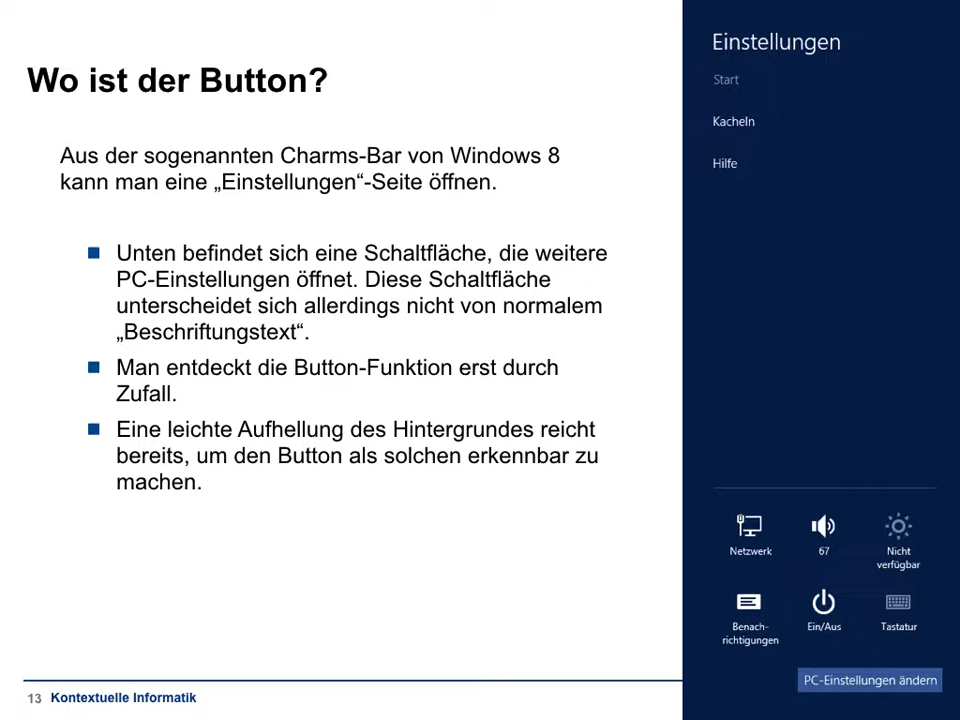 Wo ist der Button?
Aus der sogenannten Charms-Bar von Windows 8
kann man eine „Einstellungen“-Seite öffnen.
Unten befindet sich eine Schaltfläche, die weitere
PC-Einstellungen öffnet. Diese Schaltfläche
unterscheidet sich allerdings nicht von normalem
„Beschriftungstext“.
Man entdeckt die Button-Funktion erst durch
Zufall.
Eine leichte Aufhellung des Hintergrundes reicht
bereits, um den Button als solchen erkennbar zu
machen.
13 Kontextuelle Informatik
Einstellungen
Start
Kacheln
Hilfe
Netzwerk
67
Nicht
verfügbar
Benach-
richtigungen
Ein/Aus
Tastatur
PC-Einstellungen ändern